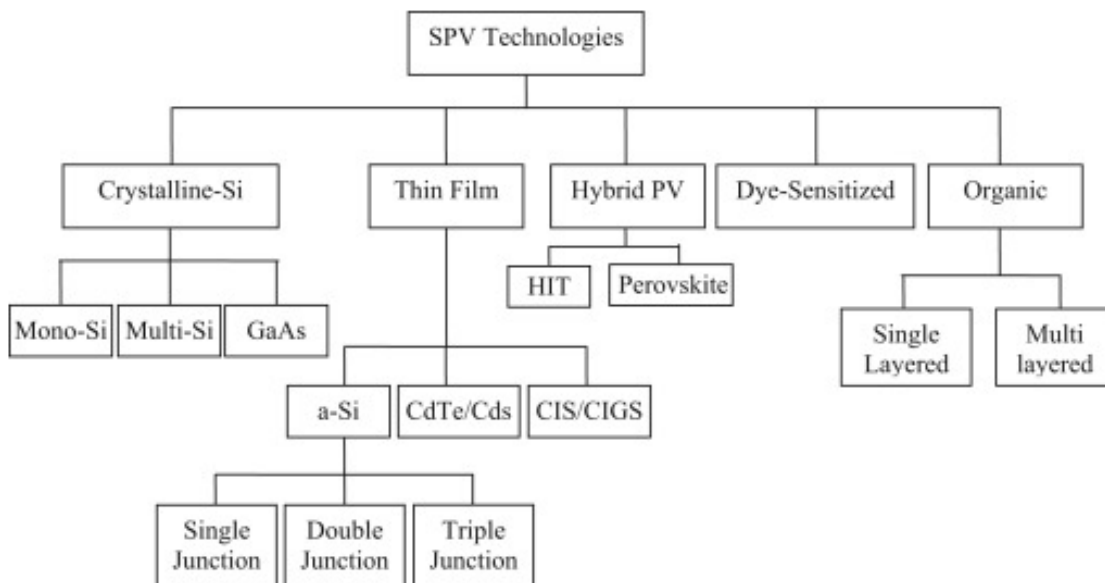 SPV Technologies
Crystalline-Si
Thin Film
Hybrid PV
Dye-Sensitized
Organic
HIT
Perovskite
Mono-Si
Multi-Si
GaAs
Single
Layered
Multi
layered
a-Si
CdTe/Cds
CIS/CIGS
Single
Junction
Double
Junction
Triple
Junction